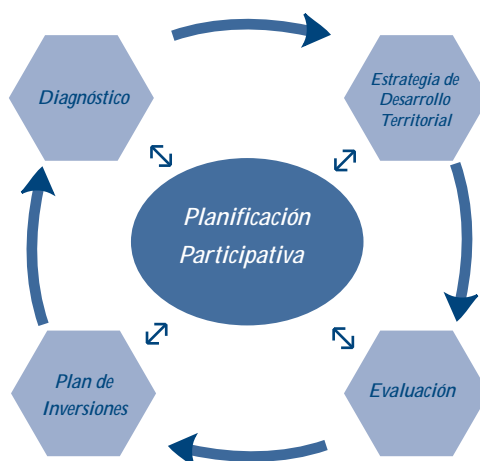 Diagnóstico
Estrategia de
Desarrollo
Territorial
Planificación
Participativa
Plan de
Inversiones
Evaluación